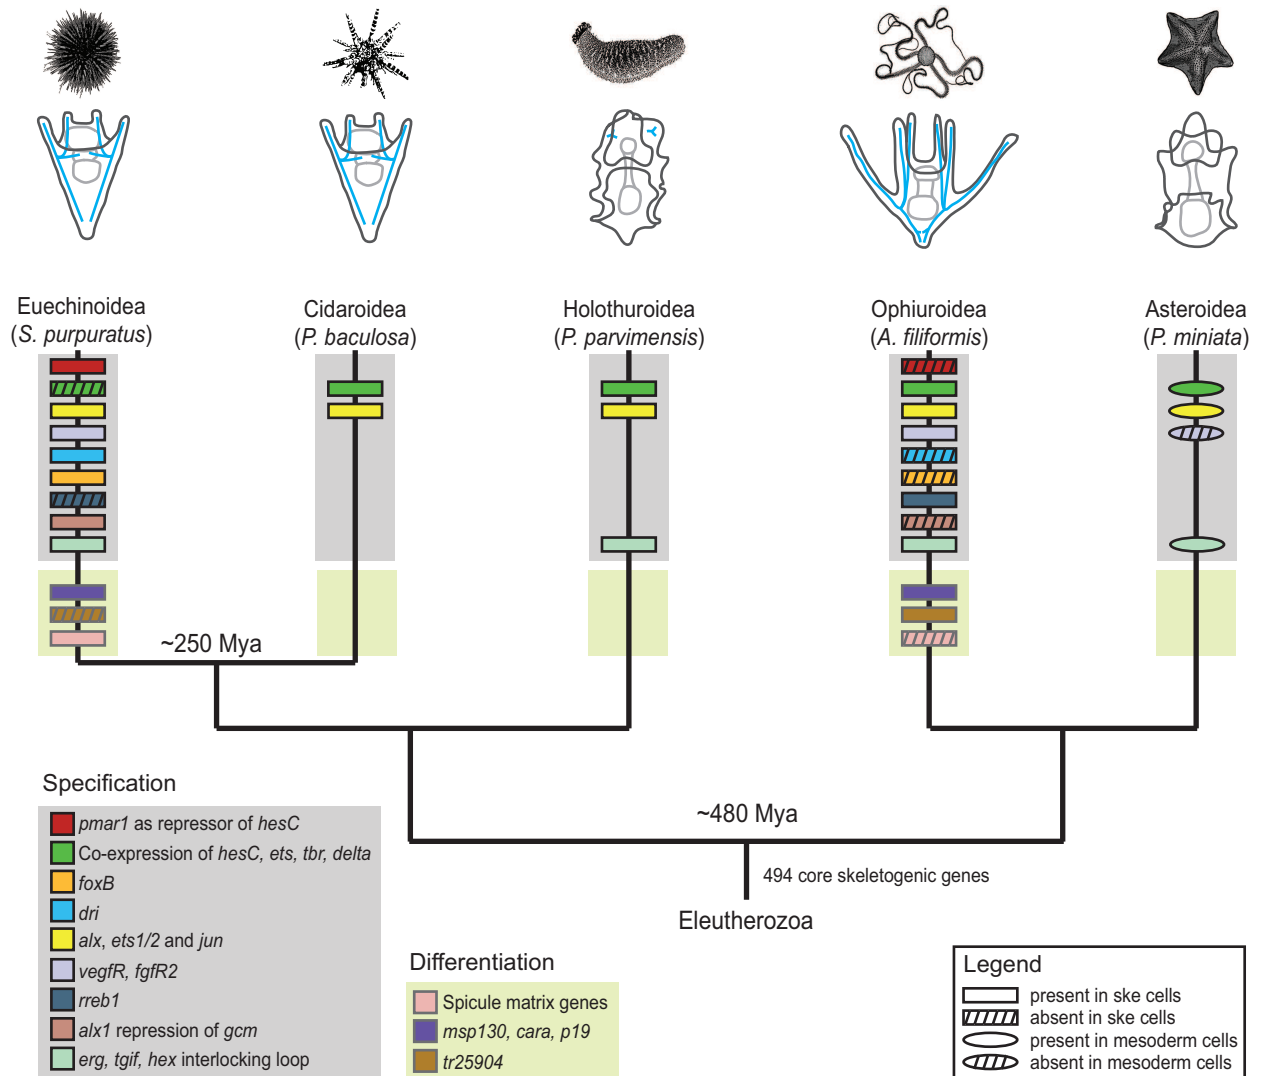 Euechinoidea
(S. purpuratus)
Cidaroidea
(P. baculosa)
Holothuroidea
(P. parvimensis)
Ophiuroidea
(A. filiformis)
Asteroidea
(P. miniata)
~250 Mya
~480 Mya
494 core skeletogenic genes
Eleutherozoa
Specification
pmar1 as repressor of hesC
Co-expression of hesC, ets, tbr, delta
foxB
dri
alx, ets1/2 and jun
vegfR, fgfR2
rreb1
alx1 repression of gcm
erg, tgif, hex interlocking loop
Differentiation
Spicule matrix genes
msp130, cara, p19
tr25904
Legend
present in ske cells
absent in ske cells
present in mesoderm cells
absent in mesoderm cells